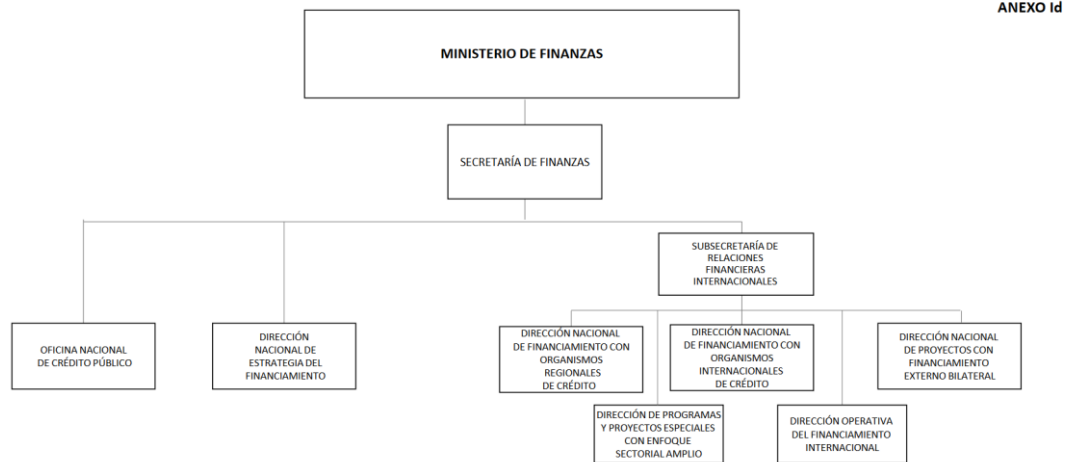 ANEXO Id
MINISTERIO DE FINANZAS
SECRETARÍA DE FINANZAS
SUBSECRETARÍA DE
RELACIONES
FINANCIERAS
INTERNACIONALES
OFICINA NACIONAL
DE CRÉDITO PÚBLICO
DIRECCIÓN
NACIONAL DE
ESTRATEGIA DEL
FINANCIAMIENTO
DIRECCIÓN NACIONAL
DE FINANCIAMIENTO CON
ORGANISMOS
REGIONALES
DE CRÉDITO
DIRECCIÓN NACIONAL
DE FINANCIAMIENTO CON
ORGANISMOS
INTERNACIONALES
DE CRÉDITO
DIRECCIÓN NACIONAL
DE PROYECTOS CON
FINANCIAMIENTO
EXTERNO BILATERAL
DIRECCIÓN DE PROGRAMAS
Y PROYECTOS ESPECIALES
CON ENFOQUE
SECTORIAL AMPLIO
DIRECCIÓN OPERATIVA
DEL FINANCIAMIENTO
INTERNACIONAL